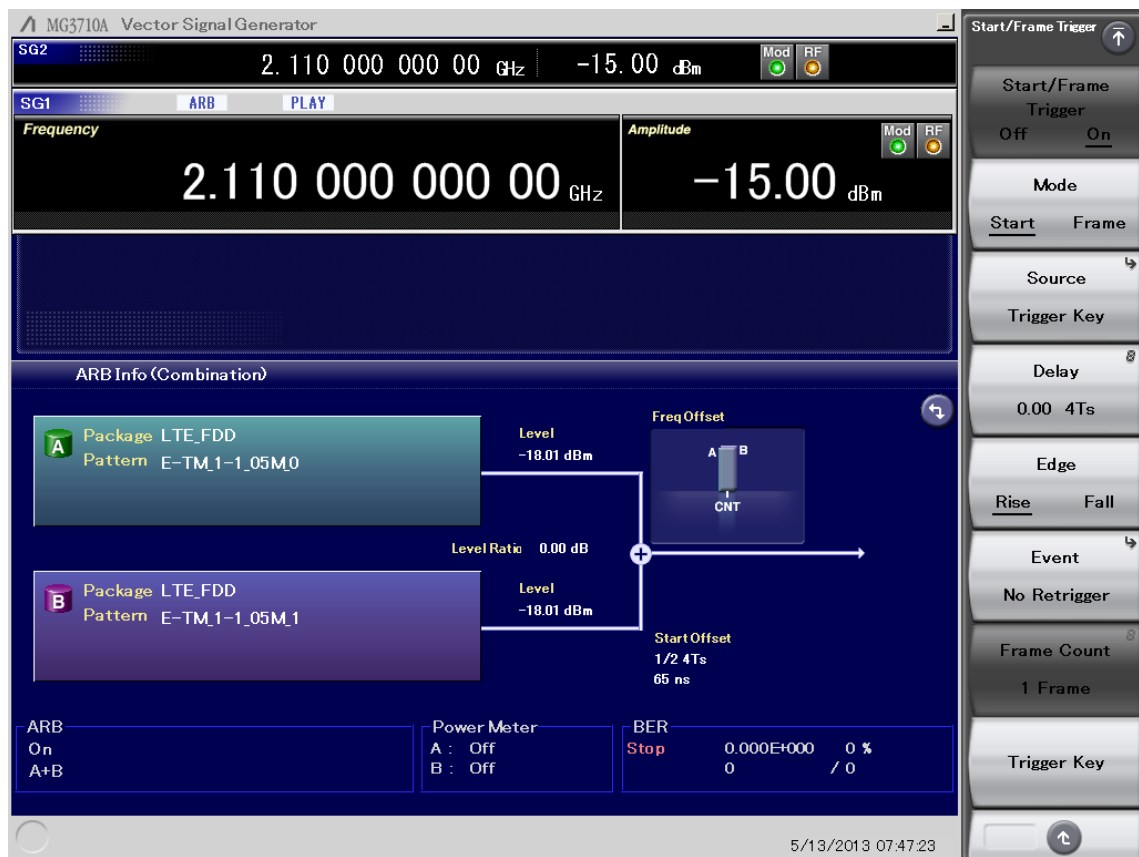 MG3710A Vector Signal Generator
SG2
2.110 000 000 00 GHz
-15.00 dBm
Mod RF
SG1
ARB PLAY
Frequency
2.110 000 000 00 GHz
Amplitude
Mod RF
-15.00 dBm
ARB Info (Combination)
A
Package LTE_FDD
Pattern E-TM_1-1_05M_0
Level
-18.01 dBm
Freq Offset
A B
CNT
Level Ratio 0.00 dB
B
Package LTE_FDD
Pattern E-TM_1-1_05M_1
Level
-18.01 dBm
Start Offset
1/2 4Ts
65 ns
ARB
On
A+B
Power Meter
A : Off
B : Off
BER
Stop 0.000E+000 0 %
0 / 0
5/13/2013 07:47:23
Start/Frame Trigger
Start/Frame
Trigger
Off On
Mode
Start Frame
Source
Trigger Key
Delay
0.00 4Ts
Edge
Rise Fall
Event
No Retrigger
Frame Count
1 Frame
Trigger Key